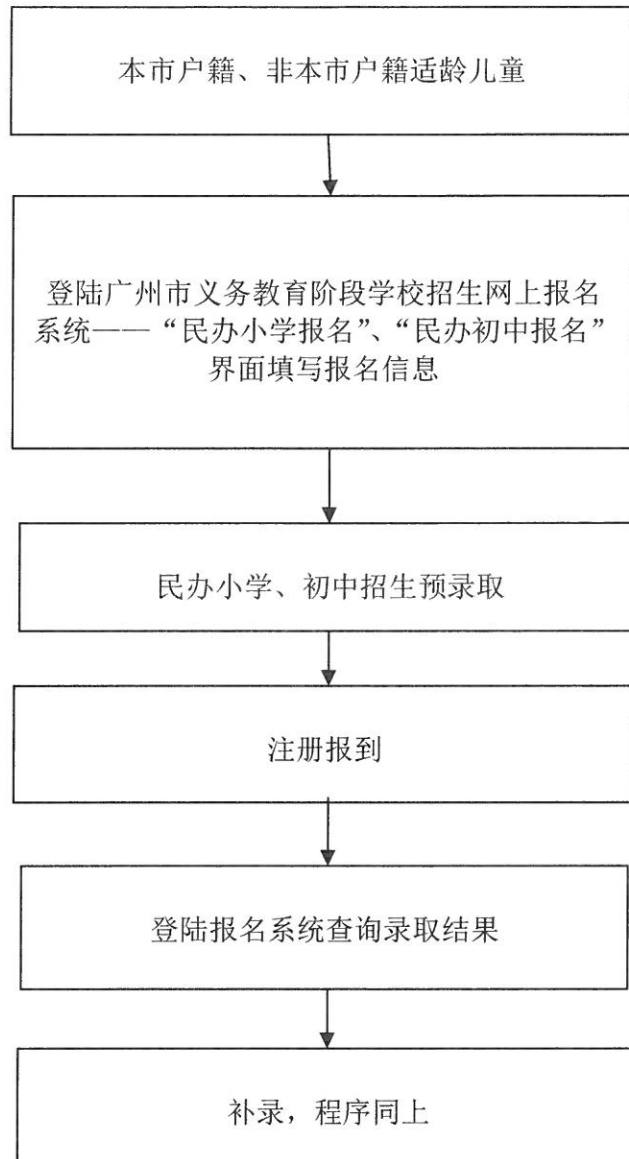 本市户籍、非本市户籍适龄儿童
登陆广州市义务教育阶段学校招生网上报名
系统——“民办小学报名”、“民办初中报名”
界面填写报名信息
民办小学、初中招生预录取
注册报到
登陆报名系统查询录取结果
补录，程序同上